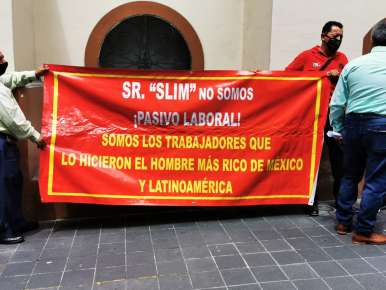 SR. "SLIM" NO SOMOS
¡PASIVO LABORAL!
SOMOS LOS TRABAJADORES QUE
LO HICIERON EL HOMBRE MÁS RICO DE MÉXICO
Y LATINOAMÉRICA